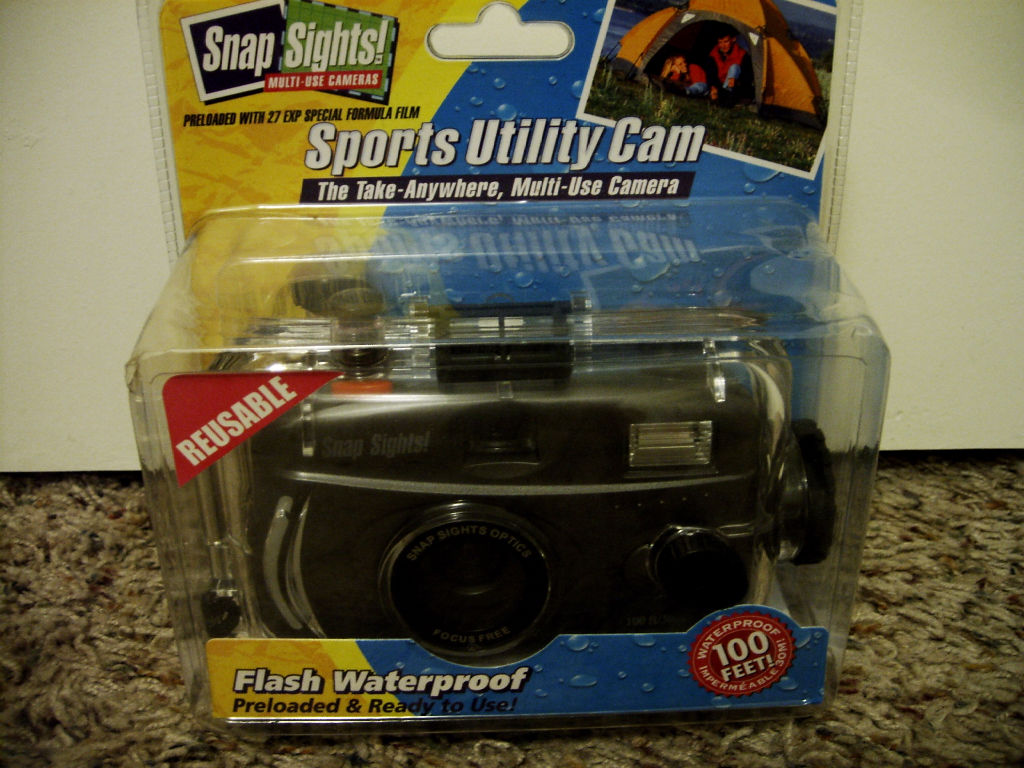 Snap Sights!
MULTI-USE CAMERAS
PRELOADED WITH 27 EXP SPECIAL FORMULA FILM
Sports Utility Cam
The Take-Anywhere, Multi-Use Camera
REUSABLE
Snap Sights!
SNAP SIGHTS OPTICS
FOCUS FREE
WATERPROOF
100
FEET!
IMPERMÉABLE 30M!
Flash Waterproof
Preloaded & Ready to Use!